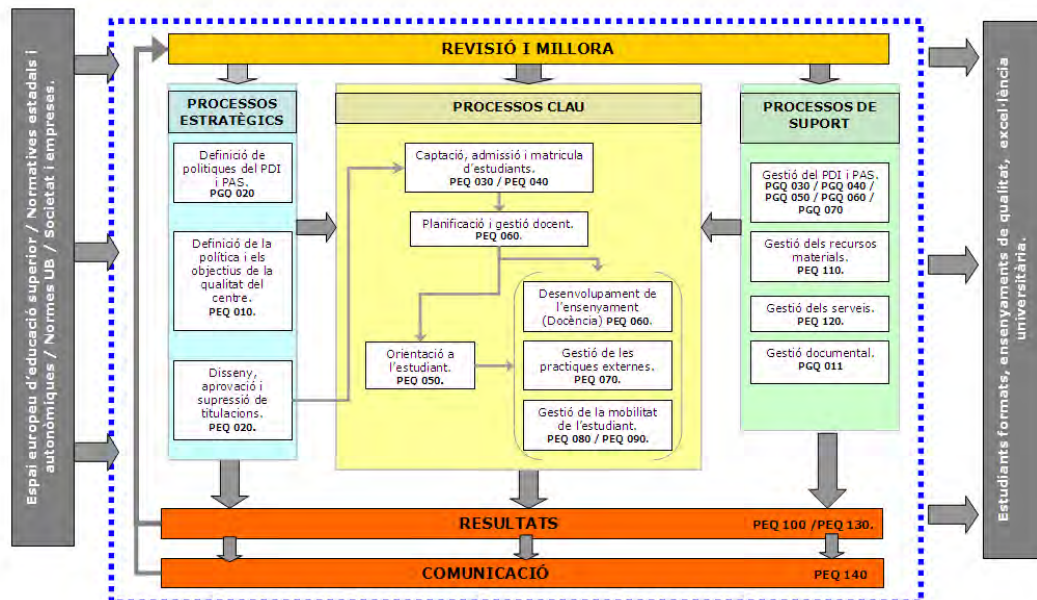 Espai europeu d'educació superior / Normatives estadals i
autonòmiques / Normes UB / Societat i empreses.
REVISIÓ I MILLORA
PROCESSOS
ESTRATÈGICS
Definició de
politiques del PDI
i PAS.
PGQ 020
Definició de la
política i els
objectius de la
qualitat del
centre.
PEQ 010.
Disseny,
aprovació i
supressió de
titulacions.
PEQ 020.
PROCESSOS CLAU
Captació, admissió i matricula
d'estudiants.
PEQ 030 / PEQ 040
Planificació i gestió docent.
PEQ 060.
Orientació a
l'estudiant.
PEQ 050.
Desenvolupament de
l'ensenyament
(Docència) PEQ 060.
Gestió de les
practiques externes.
PEQ 070.
Gestió de la mobilitat
de l'estudiant.
PEQ 080 / PEQ 090.
PROCESSOS DE
SUPORT
Gestió del PDI i PAS.
PGQ 030 / PGQ 040 /
PGQ 050 / PGQ 060 /
PGQ 070
Gestió dels recursos
materials.
PEQ 110.
Gestió dels serveis.
PEQ 120.
Gestió documental.
PGQ 011
RESULTATS
PEQ 100 /PEQ 130.
COMUNICACIÓ
PEQ 140
Estudiants formats, ensenyaments de qualitat, excel·lència
universitària.